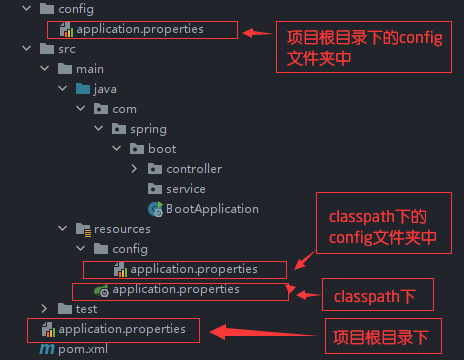 config
application.properties
项目根目录下的config
文件夹中
src
main
java
com
spring
boot
controller
service
BootApplication
resources
classpath下的
config文件夹中
config
application.properties
application.properties
classpath下
test
application.properties
项目根目录下
pom.xml